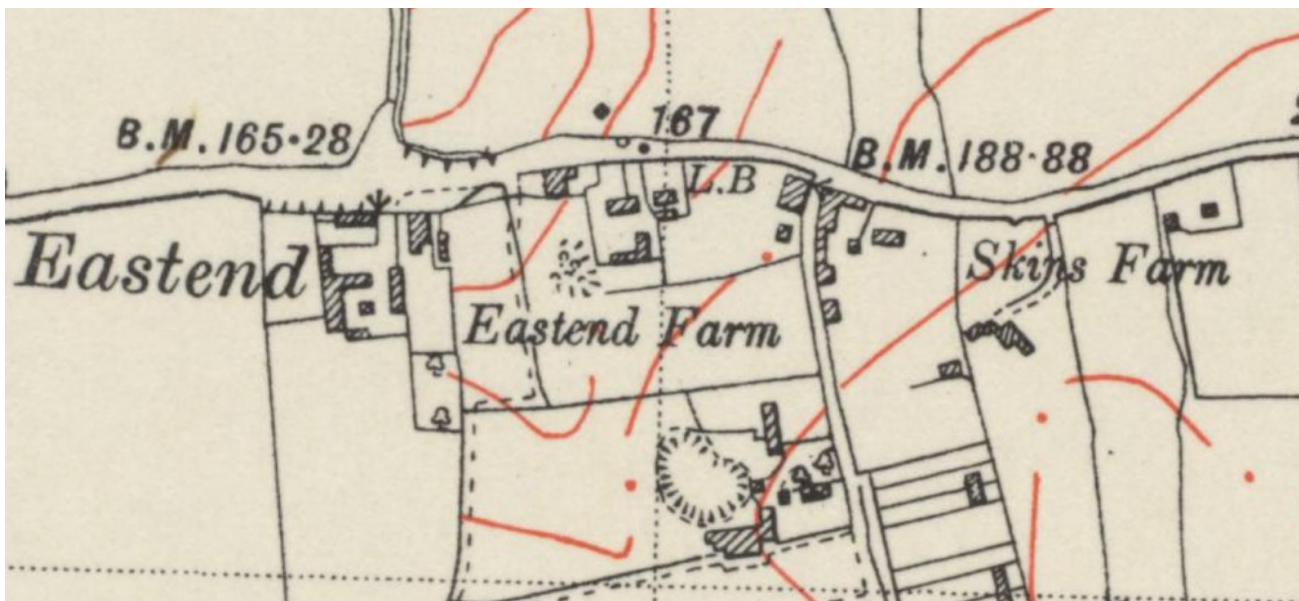 B.M. 165·28
167
B.M. 188·88
L.B
Eastend
Skins Farm
Eastend Farm